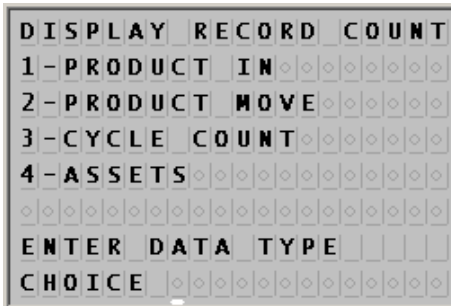 DISPLAY RECORD COUNT
1-PRODUCT IN
2-PRODUCT MOVE
3-CYCLE COUNT
4-ASSETS
ENTER DATA TYPE
CHOICE